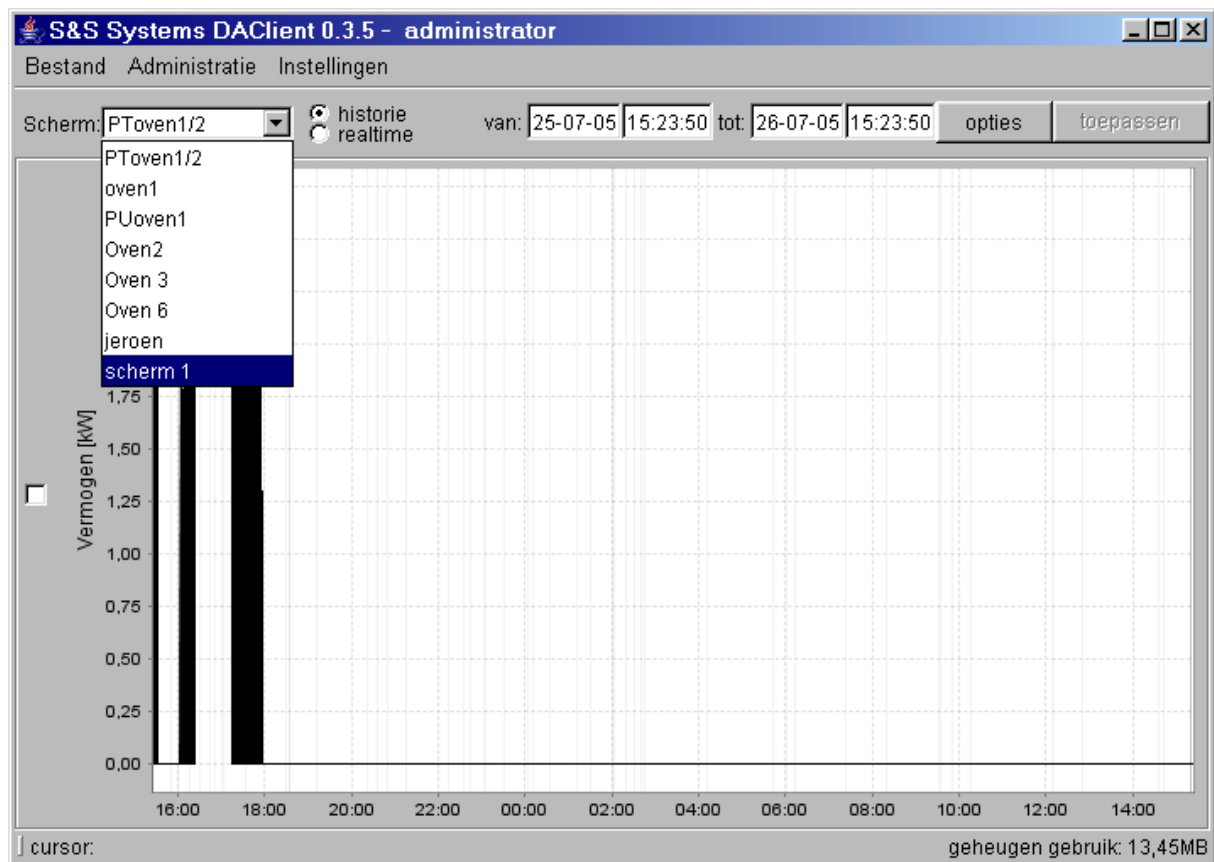 S&S Systems DAClient 0.3.5 - administrator
Bestand Administratie Instellingen
Scherm: PToven1/2 historie realtime van: 25-07-05 15:23:50 tot: 26-07-05 15:23:50 opties toepassen
PToven1/2
oven1
PUoven1
Oven2
Oven 3
Oven 6
jeroen
scherm 1
Vermogen [kW]
1,75
1,50
1,25
1,00
0,75
0,50
0,25
0,00
16:00 18:00 20:00 22:00 00:00 02:00 04:00 06:00 08:00 10:00 12:00 14:00
cursor: geheugen gebruik: 13,45MB